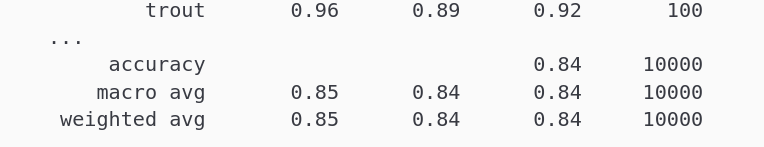 trout 0.96 0.89 0.92 100
...
accuracy 0.84 10000
macro avg 0.85 0.84 0.84 10000
weighted avg 0.85 0.84 0.84 10000